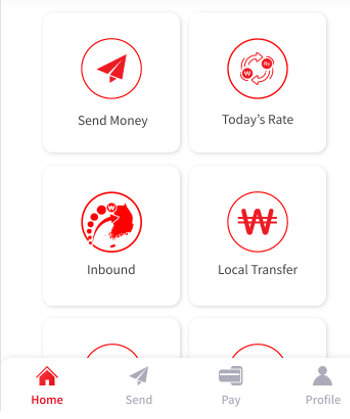 Send Money
Today's Rate
Inbound
Local Transfer
Home
Send
Pay
Profile